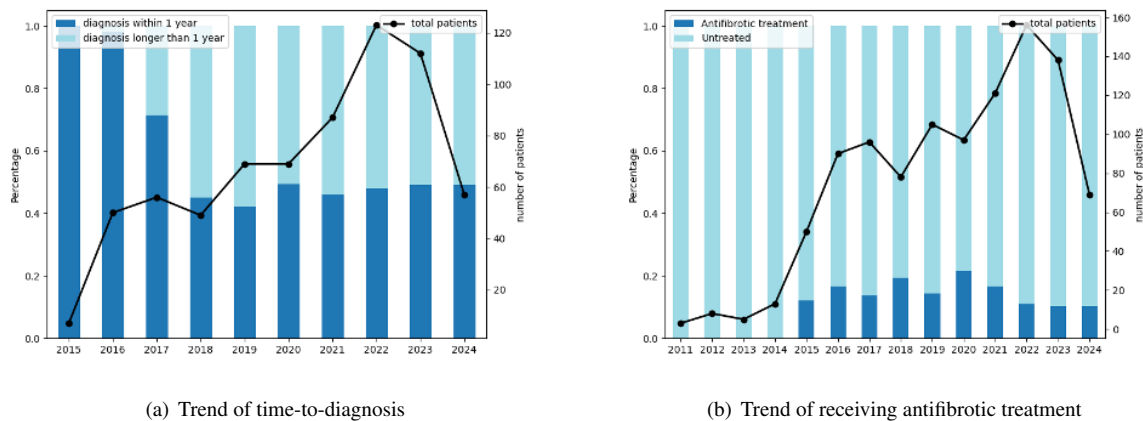 diagnosis within 1 year
diagnosis longer than 1 year
total patients
1.0
0.8
0.6
0.4
0.2
0.0
Percentage
120
100
80
60
40
20
number of patients
2015 2016 2017 2018 2019 2020 2021 2022 2023 2024
(a) Trend of time-to-diagnosis
Antifibrotic treatment
Untreated
total patients
1.0
0.8
0.6
0.4
0.2
0.0
Percentage
160
140
120
100
80
60
40
20
0
number of patients
2011 2012 2013 2014 2015 2016 2017 2018 2019 2020 2021 2022 2023 2024
(b) Trend of receiving antifibrotic treatment